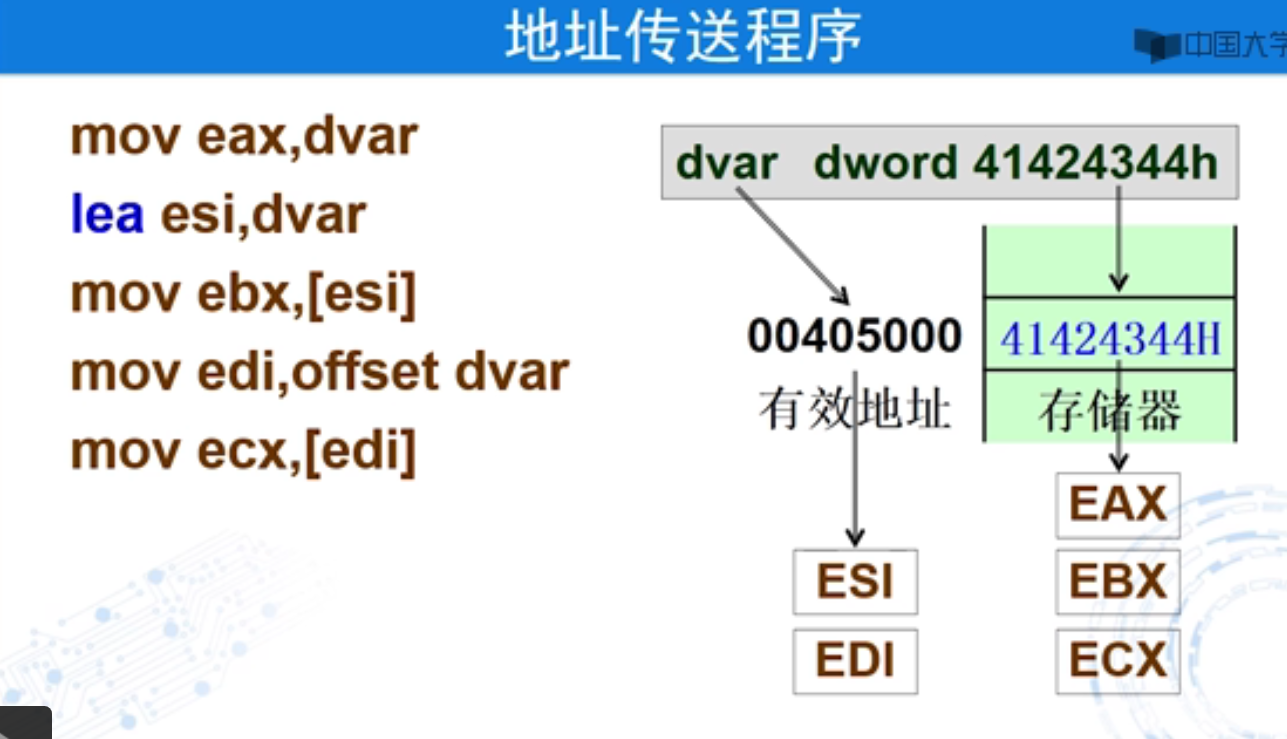 地址传送程序
中国大学
mov eax,dvar
lea esi,dvar
mov ebx,[esi]
mov edi,offset dvar
mov ecx,[edi]
dvar dword 41424344h
00405000
41424344H
有效地址
存储器
EAX
ESI
EBX
EDI
ECX